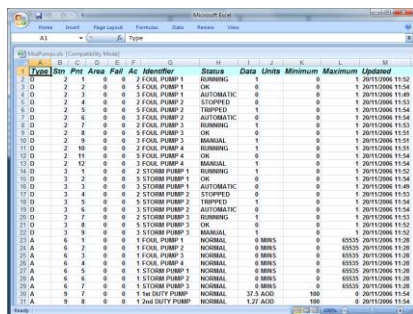 Microsoft Excel
Home Insert Page Layout Formulas Data Review View
A1 fx Type
MvaPumps.xls [Compatibility Mode]
A B C D E F G H I J K L M
1 Type Stn Pnt Area Fail Ac Identifier Status Data Units Minimum Maximum Updated
2 D 2 1 0 0 2 FOUL PUMP 1 RUNNING 1 0 1 20/11/2006 11:52
3 D 2 2 0 0 5 FOUL PUMP 1 OK 0 0 1 20/11/2006 11:54
4 D 2 3 0 0 3 FOUL PUMP 1 AUTOMATIC 0 0 1 20/11/2006 11:49
5 D 2 4 0 0 2 FOUL PUMP 2 STOPPED 0 0 1 20/11/2006 11:54
6 D 2 5 0 0 5 FOUL PUMP 2 TRIPPED 1 0 1 20/11/2006 11:54
7 D 2 6 0 0 3 FOUL PUMP 2 AUTOMATIC 0 0 1 20/11/2006 11:54
8 D 2 7 0 0 2 FOUL PUMP 3 RUNNING 1 0 1 20/11/2006 11:53
9 D 2 8 0 0 5 FOUL PUMP 3 OK 0 0 1 20/11/2006 11:54
10 D 2 9 0 0 3 FOUL PUMP 3 MANUAL 1 0 1 20/11/2006 11:51
11 D 2 10 0 0 2 FOUL PUMP 4 RUNNING 1 0 1 20/11/2006 11:51
12 D 2 11 0 0 5 FOUL PUMP 4 OK 0 0 1 20/11/2006 11:54
13 D 2 12 0 0 3 FOUL PUMP 4 MANUAL 1 0 1 20/11/2006 11:54
14 D 3 1 0 0 2 STORM PUMP 1 RUNNING 1 0 1 20/11/2006 11:52
15 D 3 2 0 0 5 STORM PUMP 1 OK 0 0 1 20/11/2006 11:54
16 D 3 3 0 0 3 STORM PUMP 1 AUTOMATIC 0 0 1 20/11/2006 11:49
17 D 3 4 0 0 2 STORM PUMP 2 STOPPED 0 0 1 20/11/2006 11:53
18 D 3 5 0 0 5 STORM PUMP 2 TRIPPED 1 0 1 20/11/2006 11:54
19 D 3 6 0 0 3 STORM PUMP 2 AUTOMATIC 0 0 1 20/11/2006 11:54
20 D 3 7 0 0 2 STORM PUMP 3 RUNNING 1 0 1 20/11/2006 11:53
21 D 3 8 0 0 5 STORM PUMP 3 OK 0 0 1 20/11/2006 11:54
22 D 3 9 0 0 3 STORM PUMP 3 MANUAL 1 0 1 20/11/2006 11:52
23 A 6 1 0 0 1 FOUL PUMP 1 NORMAL 0 MINS 0 65535 20/11/2006 11:28
24 A 6 2 0 0 1 FOUL PUMP 2 NORMAL 0 MINS 0 65535 20/11/2006 11:28
25 A 6 3 0 0 1 FOUL PUMP 3 NORMAL 0 MINS 0 65535 20/11/2006 11:28
26 A 6 4 0 0 1 FOUL PUMP 4 NORMAL 0 MINS 0 65535 20/11/2006 11:28
27 A 6 5 0 0 1 STORM PUMP 1 NORMAL 0 MINS 0 65535 20/11/2006 11:28
28 A 6 6 0 0 1 STORM PUMP 2 NORMAL 0 MINS 0 65535 20/11/2006 11:28
29 A 6 7 0 0 1 STORM PUMP 3 NORMAL 0 MINS 0 65535 20/11/2006 11:28
30 A 9 7 0 0 1 1st DUTY PUMP NORMAL 37.5 AOD 100 0 20/11/2006 11:54
31 A 9 8 0 0 1 2nd DUTY PUMP NORMAL 1.27 AOD 100 0 20/11/2006 11:54
Ready 100%